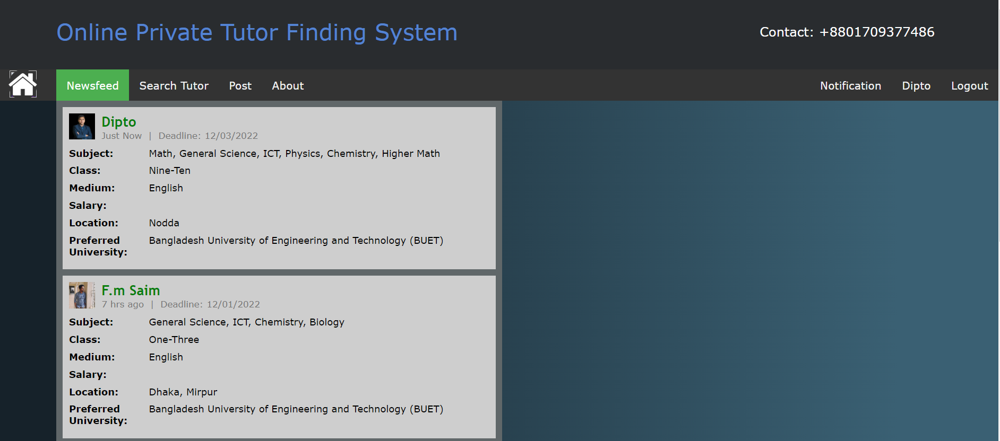 Online Private Tutor Finding System
Contact: +8801709377486
Newsfeed Search Tutor Post About Notification Dipto Logout
Dipto
Just Now | Deadline: 12/03/2022
Subject: Math, General Science, ICT, Physics, Chemistry, Higher Math
Class: Nine-Ten
Medium: English
Salary:
Location: Nodda
Preferred Bangladesh University of Engineering and Technology (BUET)
University:
F.m Saim
7 hrs ago | Deadline: 12/01/2022
Subject: General Science, ICT, Chemistry, Biology
Class: One-Three
Medium: English
Salary:
Location: Dhaka, Mirpur
Preferred Bangladesh University of Engineering and Technology (BUET)
University: